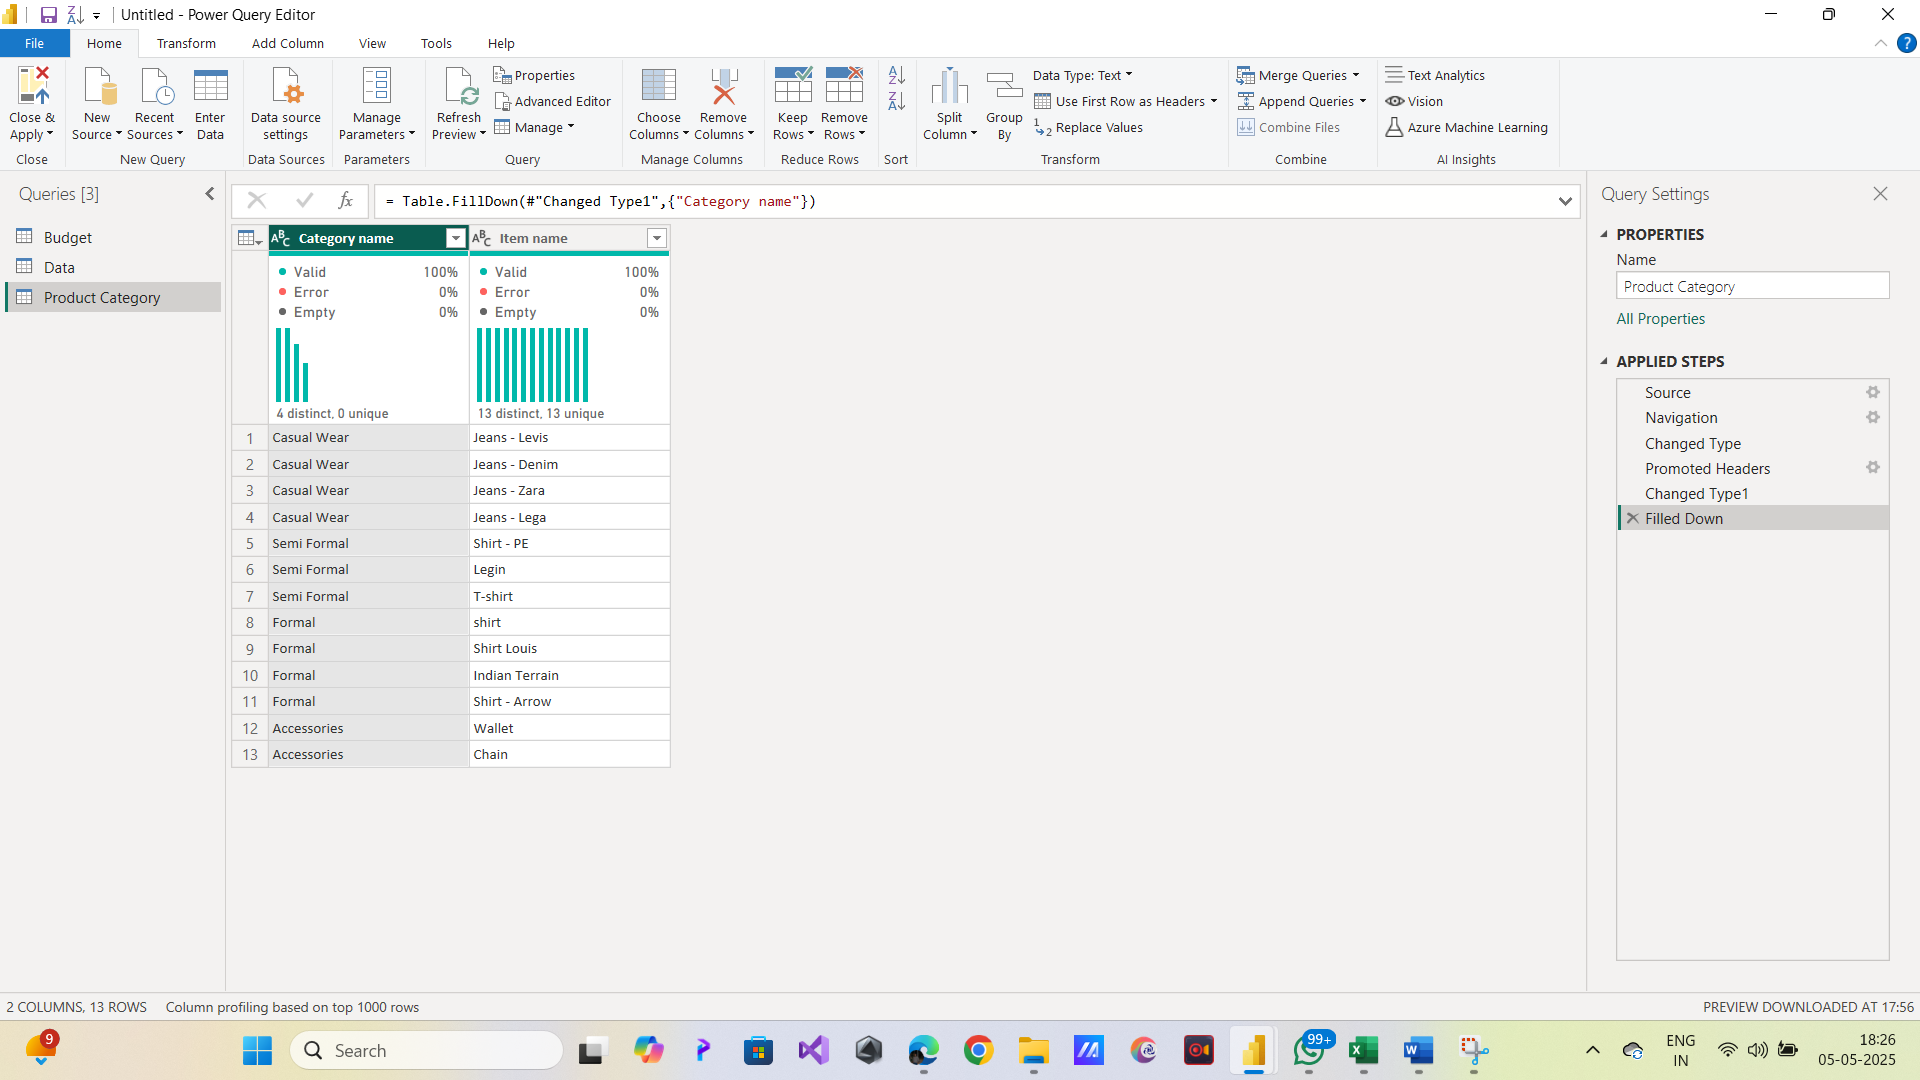 Untitled - Power Query Editor
File Home Transform Add Column View Tools Help
Close & Apply
Close
New Source
Recent Sources
Enter Data
New Query
Data source settings
Data Sources
Manage Parameters
Parameters
Refresh Preview
Properties
Advanced Editor
Manage
Query
Choose Columns
Remove Columns
Manage Columns
Keep Rows
Remove Rows
Reduce Rows
Sort
Split Column
Group By
Data Type: Text
Use First Row as Headers
Replace Values
Transform
Merge Queries
Append Queries
Combine Files
Combine
Text Analytics
Vision
Azure Machine Learning
AI Insights
Queries [3]
Budget
Data
Product Category
fx = Table.FillDown(#"Changed Type1",{"Category name"})
Category name Item name
Valid 100% Valid 100%
Error 0% Error 0%
Empty 0% Empty 0%
4 distinct, 0 unique 13 distinct, 13 unique
1 Casual Wear Jeans - Levis
2 Casual Wear Jeans - Denim
3 Casual Wear Jeans - Zara
4 Casual Wear Jeans - Lega
5 Semi Formal Shirt - PE
6 Semi Formal Legin
7 Semi Formal T-shirt
8 Formal shirt
9 Formal Shirt Louis
10 Formal Indian Terrain
11 Formal Shirt - Arrow
12 Accessories Wallet
13 Accessories Chain
Query Settings
PROPERTIES
Name
Product Category
All Properties
APPLIED STEPS
Source
Navigation
Changed Type
Promoted Headers
Changed Type1
Filled Down
2 COLUMNS, 13 ROWS Column profiling based on top 1000 rows
PREVIEW DOWNLOADED AT 17:56
9
Search
99+
ENG
IN
18:26
05-05-2025